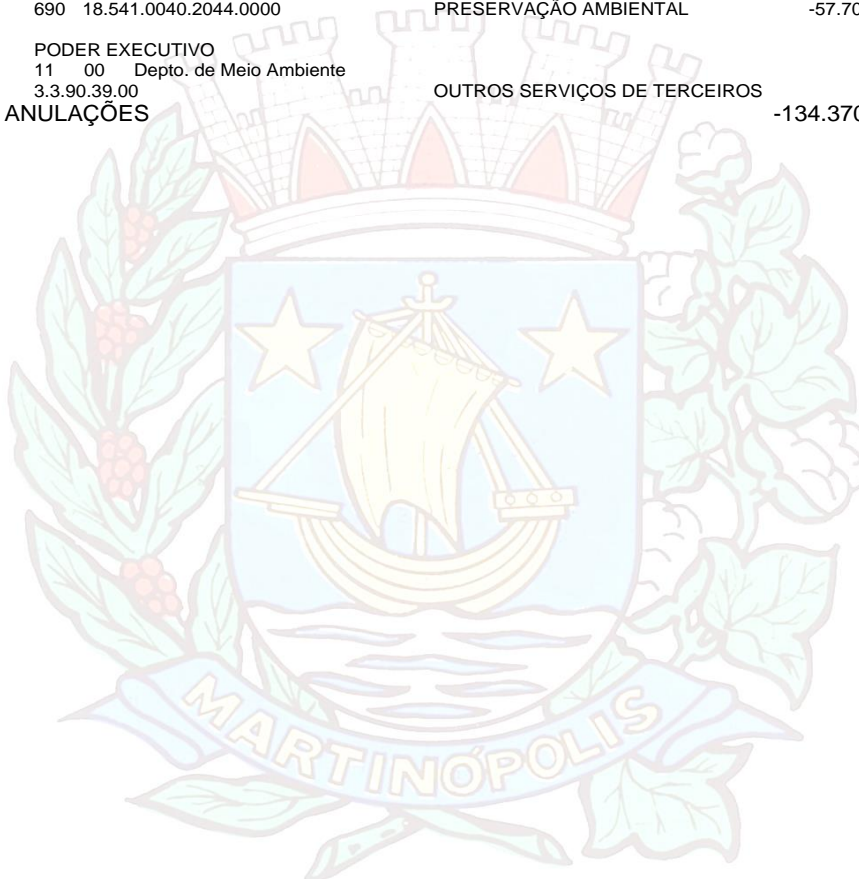 690 18.541.0040.2044.0000 PRESERVAÇÃO AMBIENTAL -57.70
PODER EXECUTIVO
11 00 Depto. de Meio Ambiente
3.3.90.39.00 OUTROS SERVIÇOS DE TERCEIROS
ANULAÇÕES -134.370
MARTINÓPOLIS